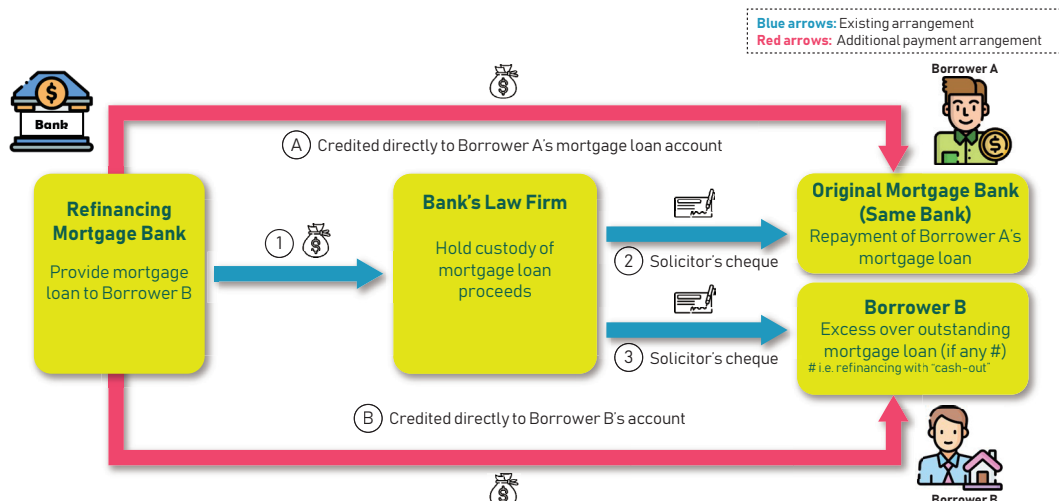 Blue arrows: Existing arrangement
Red arrows: Additional payment arrangement
Borrower A
$
$
Bank
A Credited directly to Borrower A's mortgage loan account
Refinancing
Mortgage Bank
Provide mortgage
loan to Borrower B
1
$
Bank's Law Firm
Hold custody of
mortgage loan
proceeds
2 Solicitor's cheque
$
Original Mortgage Bank
(Same Bank)
Repayment of Borrower A's
mortgage loan
3 Solicitor's cheque
Borrower B
Excess over outstanding
mortgage loan (if any #)
# i.e. refinancing with "cash-out"
B Credited directly to Borrower B's account
$
Borrower B